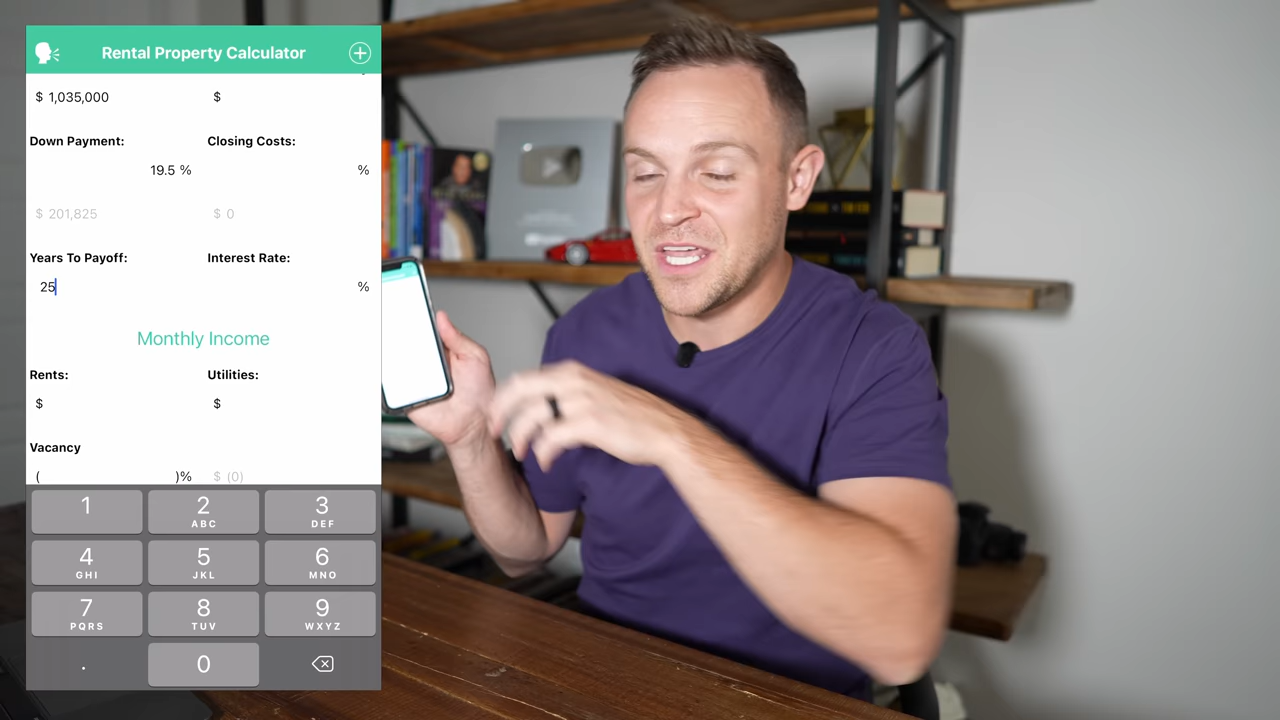 Rental Property Calculator
$ 1,035,000 $
Down Payment: Closing Costs:
19.5 % %
$ 201,825 $ 0
Years To Payoff: Interest Rate:
25 %
Monthly Income
Rents: Utilities:
$ $
Vacancy
( )% $ (0)
1 2 3
ABC DEF
4 5 6
GHI JKL MNO
7 8 9
PQRS TUV WXYZ
. 0